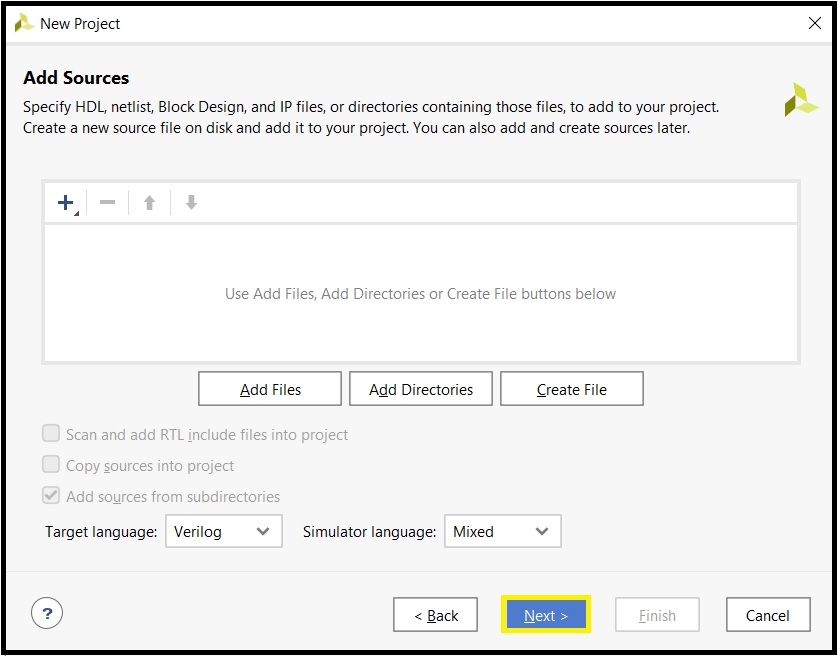 New Project
Add Sources
Specify HDL, netlist, Block Design, and IP files, or directories containing those files, to add to your project.
Create a new source file on disk and add it to your project. You can also add and create sources later.
Use Add Files, Add Directories or Create File buttons below
Add Files Add Directories Create File
Scan and add RTL include files into project
Copy sources into project
Add sources from subdirectories
Target language: Verilog Simulator language: Mixed
? < Back Next > Finish Cancel